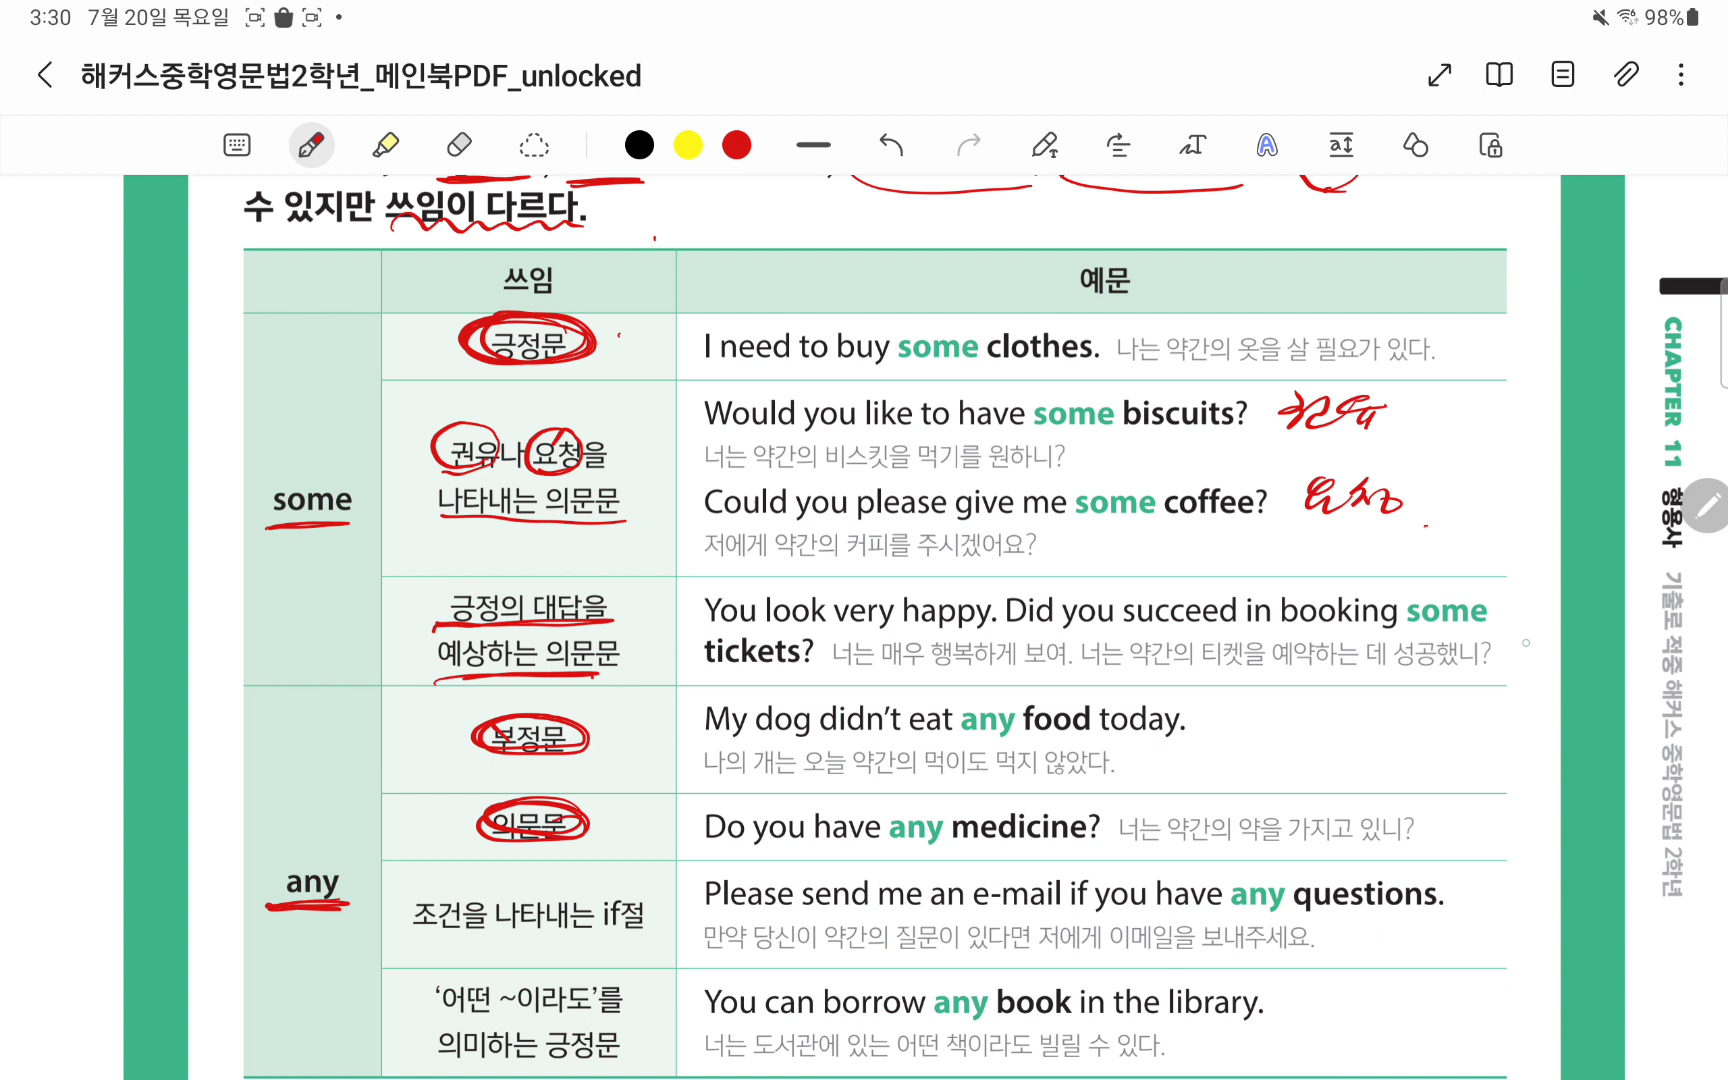 3:30 7월 20일 목요일
98%
해커스중학영문법2학년_메인북PDF_unlocked
수 있지만 쓰임이 다르다.
쓰임 예문
some
긍정문
I need to buy some clothes. 나는 약간의 옷을 살 필요가 있다.
권유나 요청을
나타내는 의문문
Would you like to have some biscuits? 권유
너는 약간의 비스킷을 먹기를 원하니?
Could you please give me some coffee? 요청
저에게 약간의 커피를 주시겠어요?
긍정의 대답을
예상하는 의문문
You look very happy. Did you succeed in booking some
tickets? 너는 매우 행복하게 보여. 너는 약간의 티켓을 예약하는 데 성공했니?
any
부정문
My dog didn’t eat any food today.
나의 개는 오늘 약간의 먹이도 먹지 않았다.
의문문
Do you have any medicine? 너는 약간의 약을 가지고 있니?
조건을 나타내는 if절
Please send me an e-mail if you have any questions.
만약 당신이 약간의 질문이 있다면 저에게 이메일을 보내주세요.
‘어떤 ~이라도’를
의미하는 긍정문
You can borrow any book in the library.
너는 도서관에 있는 어떤 책이라도 빌릴 수 있다.
CHAPTER 11 형용사 기출로 적중 해커스 중학영문법 2학년